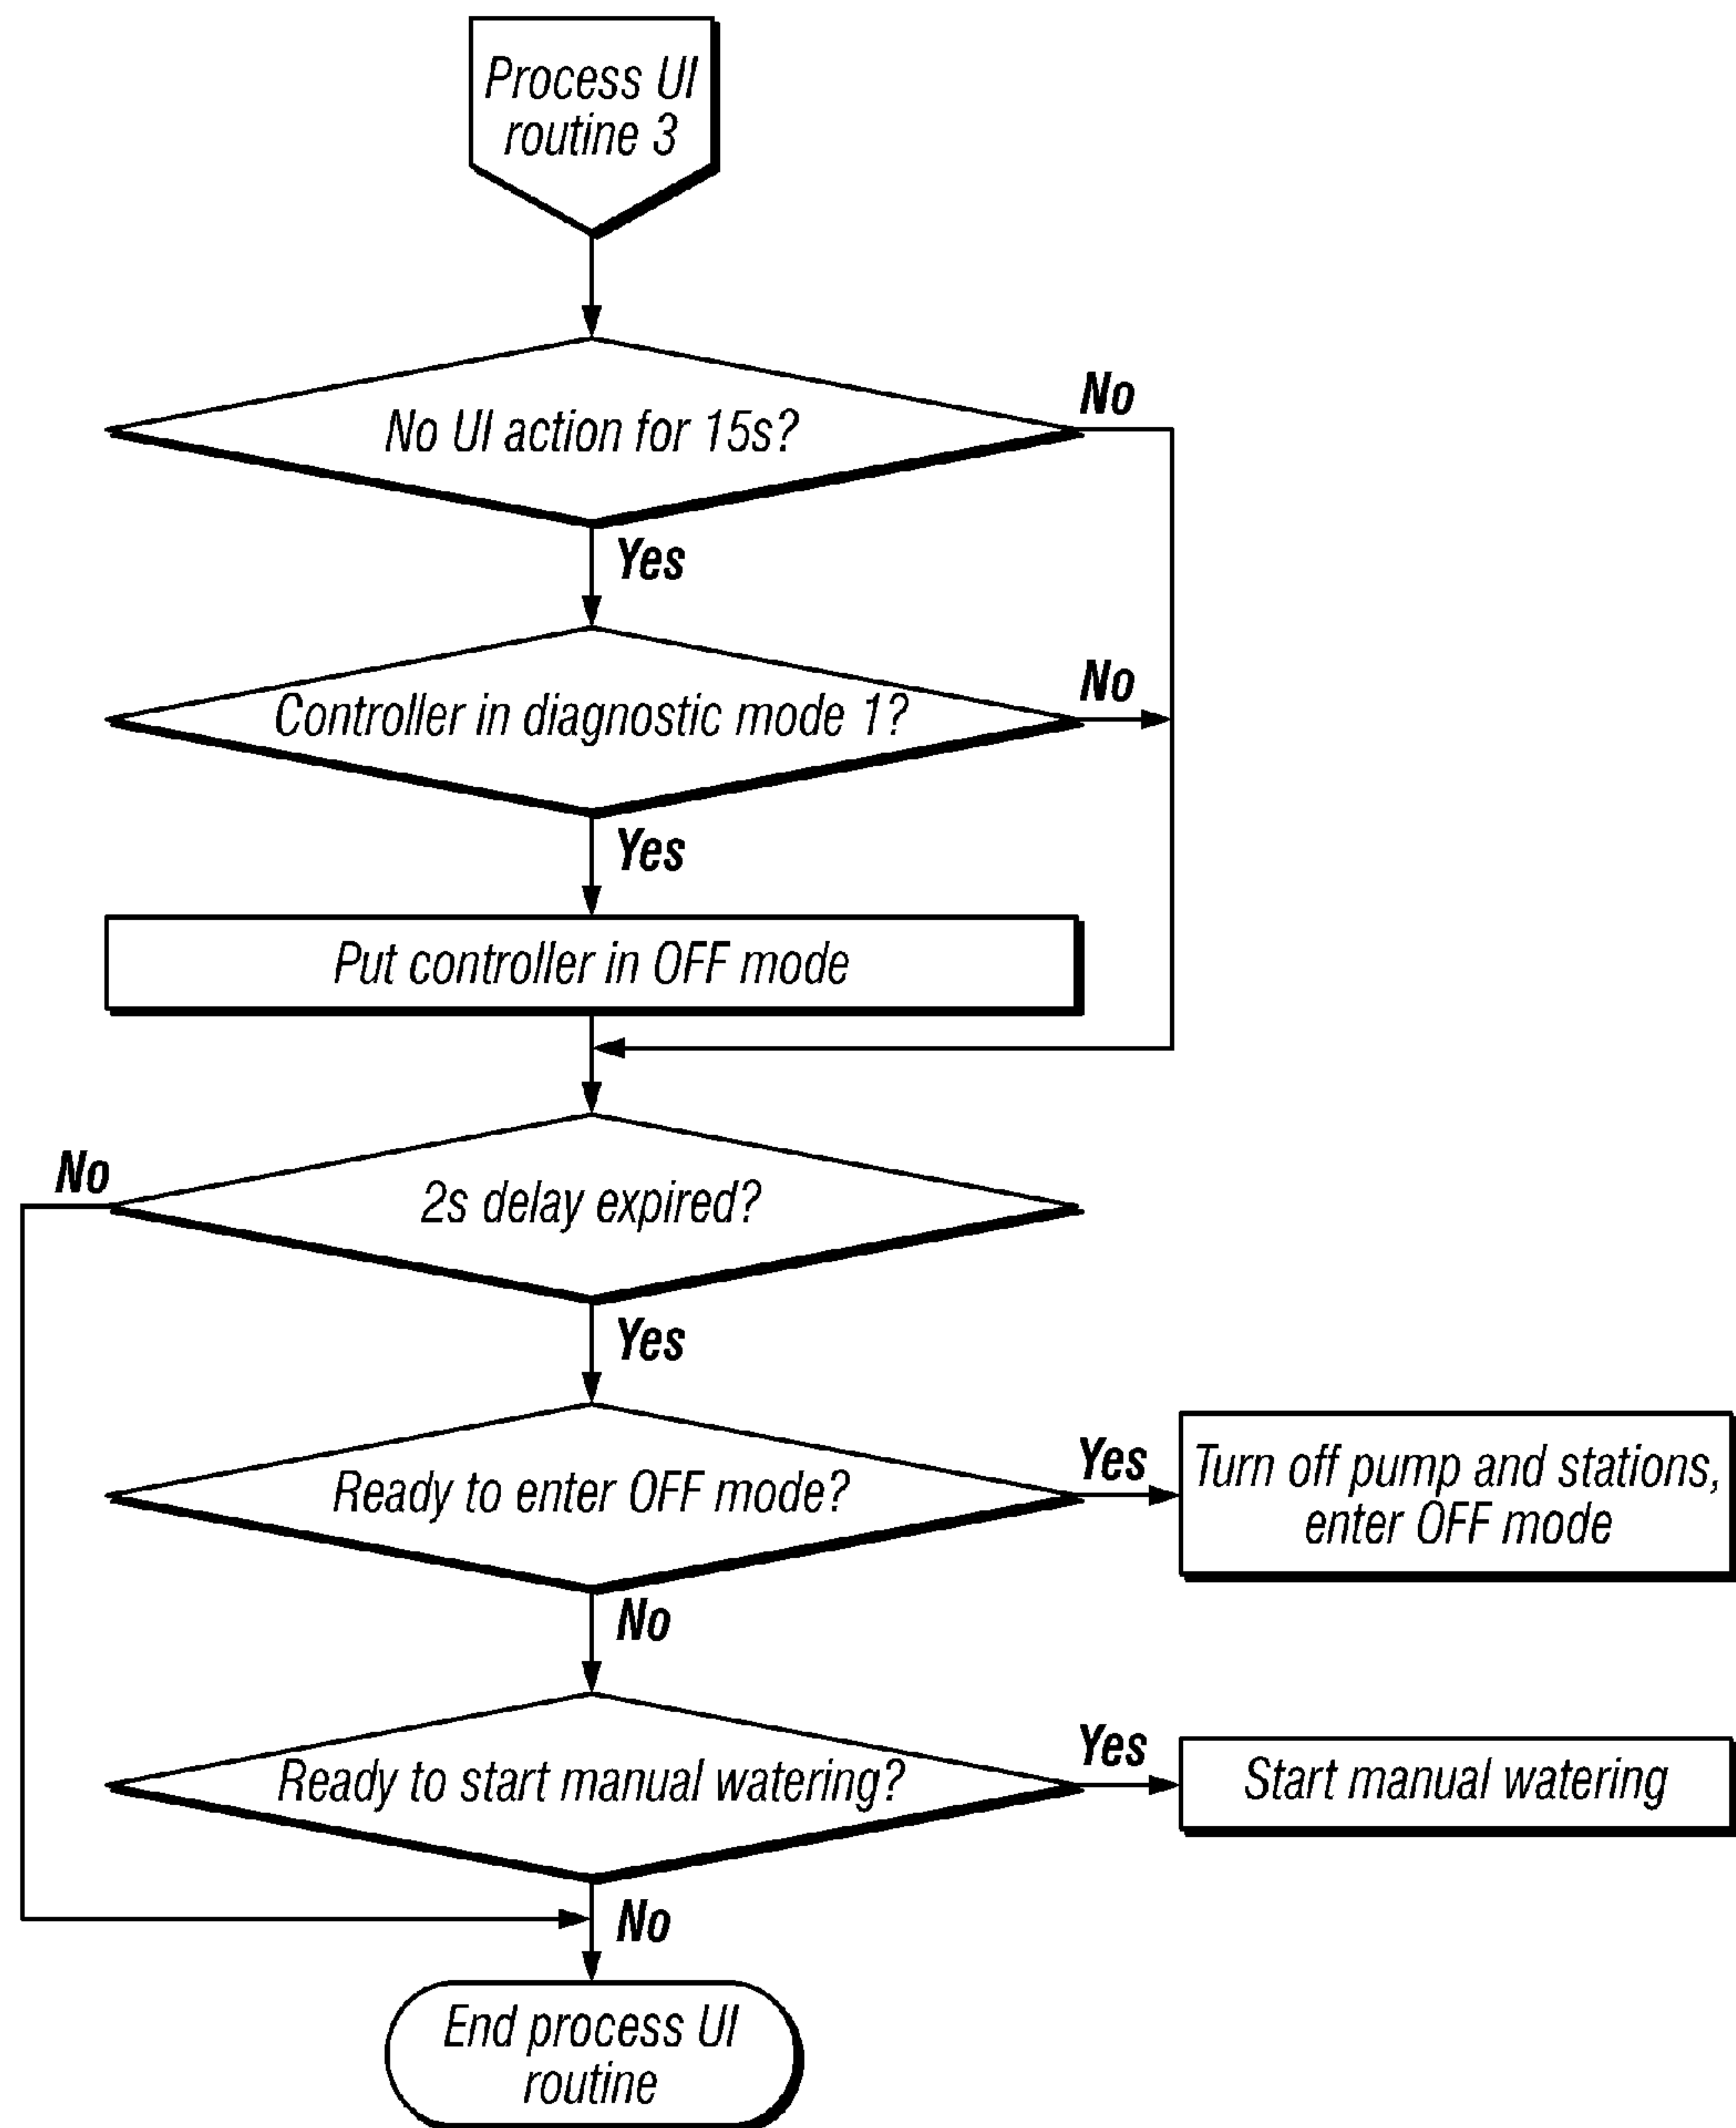 Process UI
routine 3
No UI action for 15s?
No
Yes
Controller in diagnostic mode 1?
No
Yes
Put controller in OFF mode
2s delay expired?
No
Yes
Ready to enter OFF mode?
Yes
Turn off pump and stations,
enter OFF mode
No
Ready to start manual watering?
Yes
Start manual watering
No
End process UI
routine